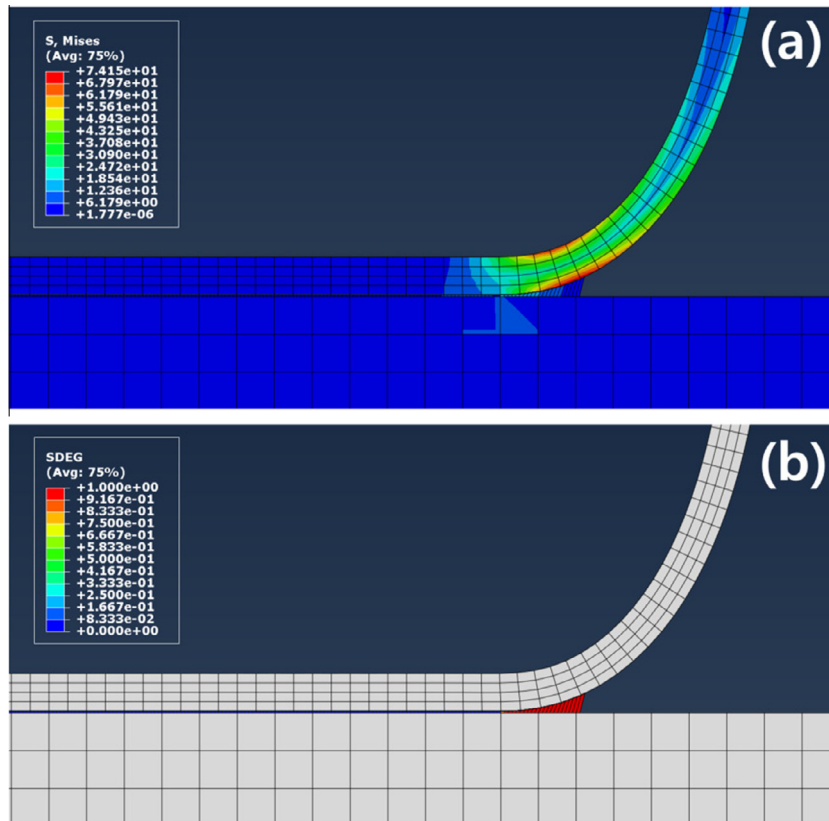 (a)
S, Mises
(Avg: 75%)
+7.415e+01
+6.797e+01
+6.179e+01
+5.561e+01
+4.943e+01
+4.325e+01
+3.708e+01
+3.090e+01
+2.472e+01
+1.854e+01
+1.236e+01
+6.179e+00
+1.777e-06
(b)
SDEG
(Avg: 75%)
+1.000e+00
+9.167e-01
+8.333e-01
+7.500e-01
+6.667e-01
+5.833e-01
+5.000e-01
+4.167e-01
+3.333e-01
+2.500e-01
+1.667e-01
+8.333e-02
+0.000e+00